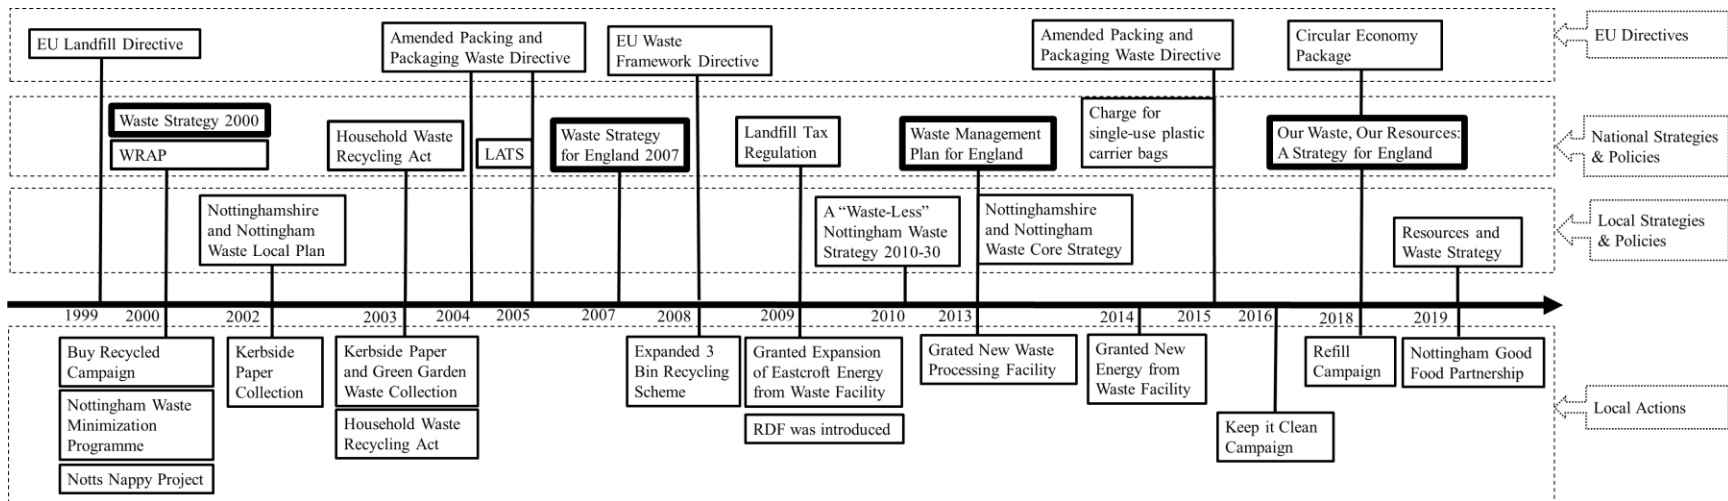 EU Landfill Directive
Amended Packing and
Packaging Waste Directive
EU Waste
Framework Directive
Amended Packing and
Packaging Waste Directive
Circular Economy
Package
EU Directives
Waste Strategy 2000
WRAP
Household Waste
Recycling Act
LATS
Waste Strategy
for England 2007
Landfill Tax
Regulation
Waste Management
Plan for England
Charge for
single-use plastic
carrier bags
Our Waste, Our Resources:
A Strategy for England
National Strategies
& Policies
Nottinghamshire
and Nottingham
Waste Local Plan
A “Waste-Less”
Nottingham Waste
Strategy 2010-30
Nottinghamshire
and Nottingham
Waste Core Strategy
Resources and
Waste Strategy
Local Strategies
& Policies
1999
2000
2002
2003
2004
2005
2007
2008
2009
2010
2013
2014
2015
2016
2018
2019
Buy Recycled
Campaign
Nottingham Waste
Minimization
Programme
Notts Nappy Project
Kerbside
Paper
Collection
Kerbside Paper
and Green Garden
Waste Collection
Household Waste
Recycling Act
Expanded 3
Bin Recycling
Scheme
Granted Expansion
of Eastcroft Energy
from Waste Facility
RDF was introduced
Grated New Waste
Processing Facility
Granted New
Energy from
Waste Facility
Keep it Clean
Campaign
Refill
Campaign
Nottingham Good
Food Partnership
Local Actions